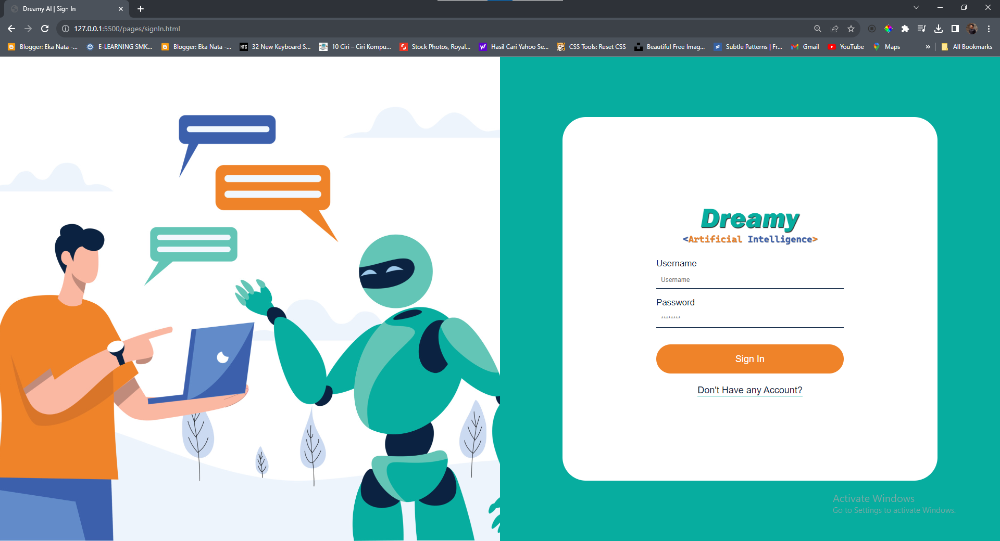 Dreamy AI | Sign In
127.0.0.1:5500/pages/signIn.html
Blogger: Eka Nata -...
E-LEARNING SMK...
Blogger: Eka Nata -...
HTG
32 New Keyboard S...
10 Ciri – Ciri Kompu...
Stock Photos, Royal...
Hasil Cari Yahoo Se...
CSS Tools: Reset CSS
Beautiful Free Imag...
Subtle Patterns | Fr...
Gmail
YouTube
Maps
»
All Bookmarks
Dreamy
<Artificial Intelligence>
Username
Username
Password
********
Sign In
Don't Have any Account?
Activate Windows
Go to Settings to activate Windows.